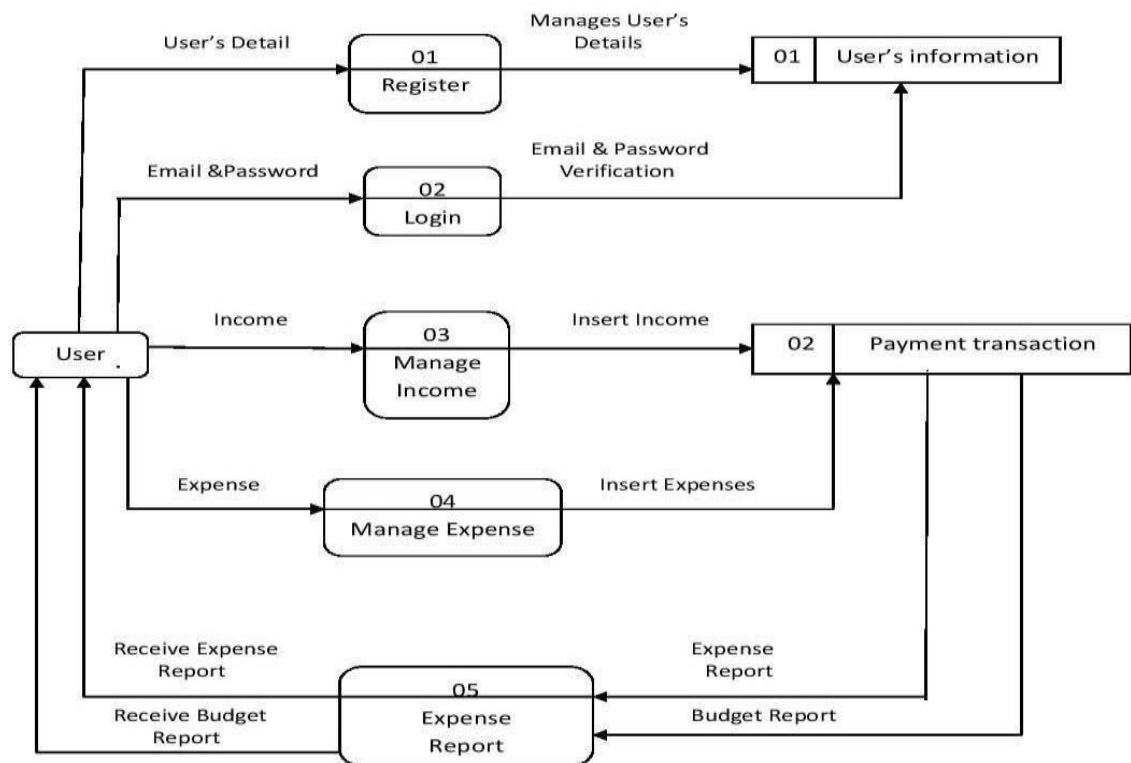 User's Detail
01
Register
Manages User's
Details
01
User's information
Email &Password
02
Login
Email & Password
Verification
User
Income
03
Manage
Income
Insert Income
02
Payment transaction
Expense
04
Manage Expense
Insert Expenses
Receive Expense
Report
Receive Budget
Report
05
Expense
Report
Expense
Report
Budget Report